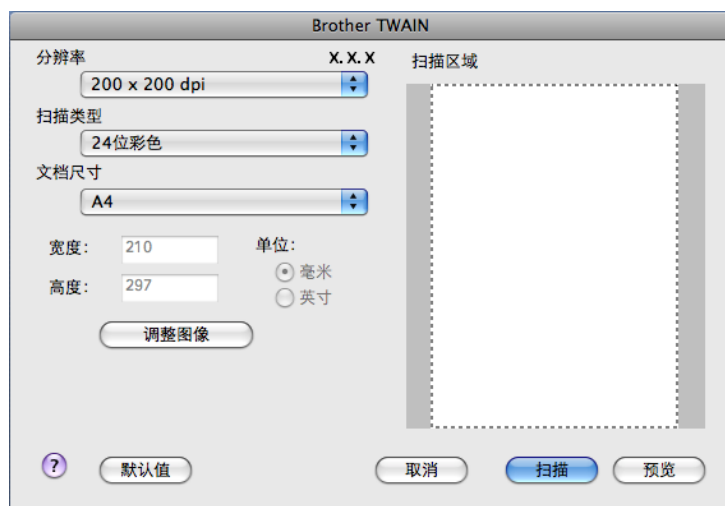 Brother TWAIN
分辨率 X.X.X
200 x 200 dpi
扫描类型
24位彩色
文档尺寸
A4
宽度: 210
高度: 297
单位:
毫米
英寸
调整图像
扫描区域
? 默认值 取消 扫描 预览